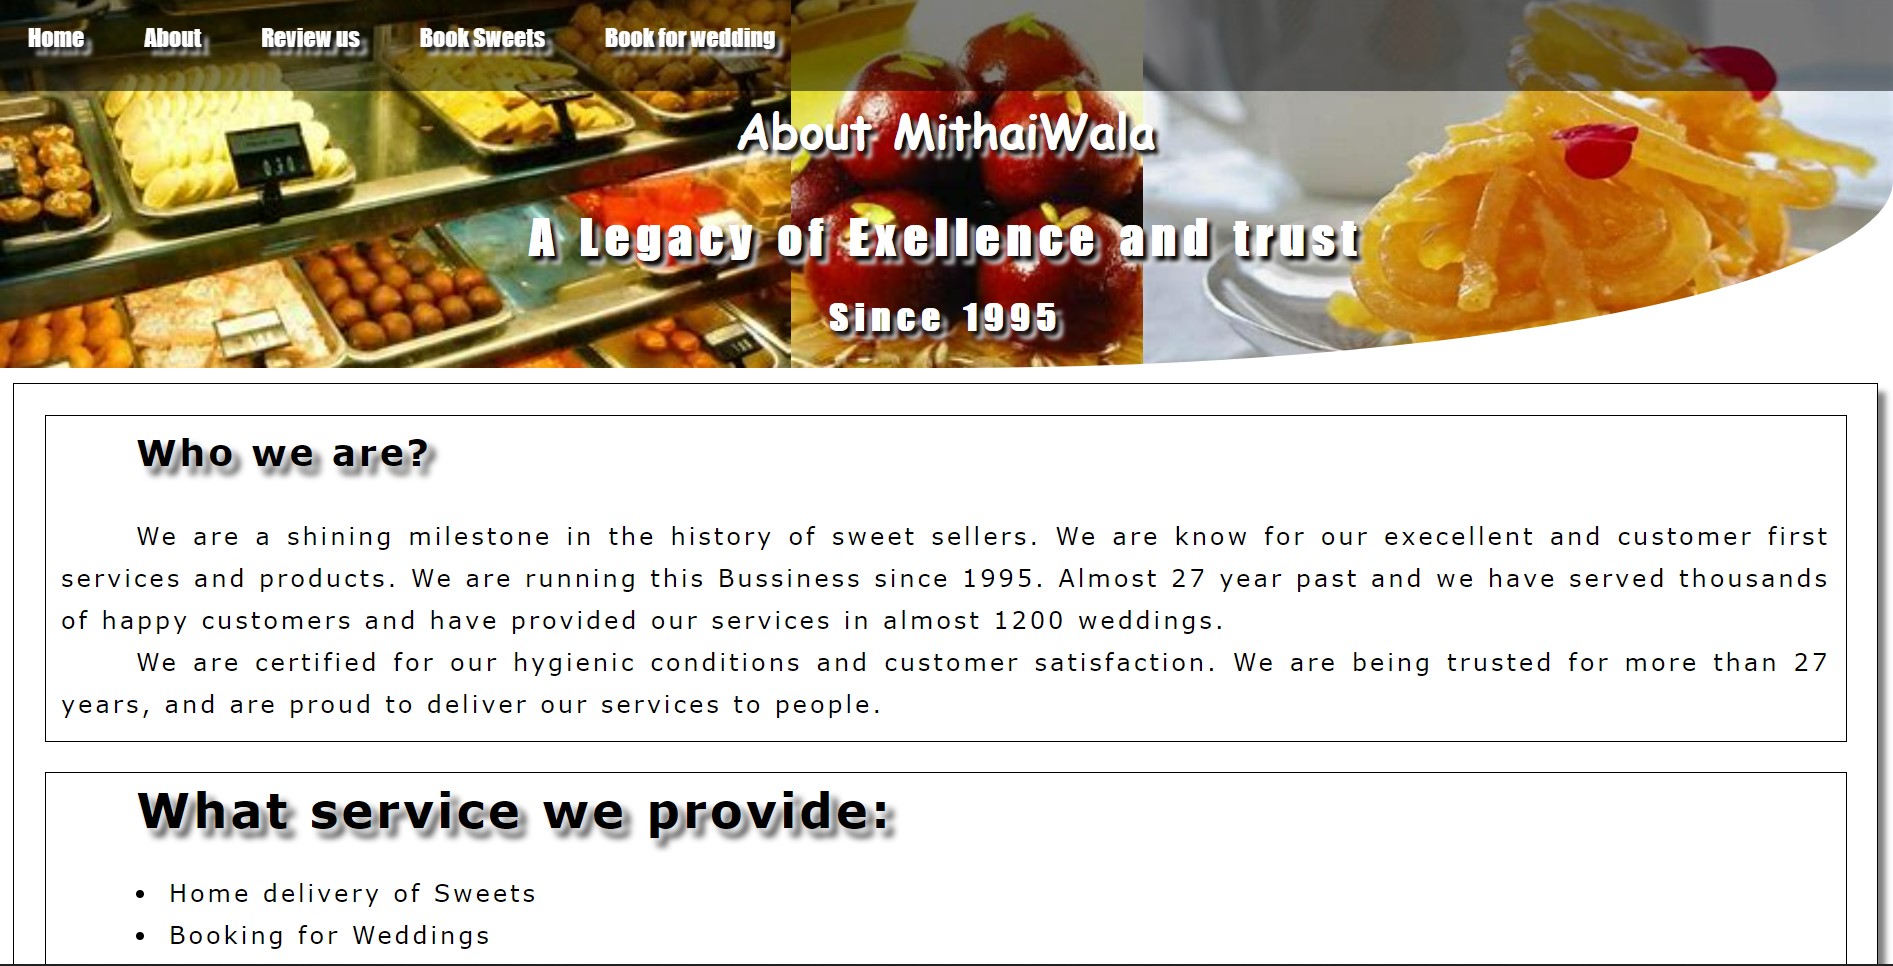 Home About Review us Book Sweets Book for wedding
About MithaiWala
A Legacy of Exellence and trust
Since 1995
Who we are?
We are a shining milestone in the history of sweet sellers. We are know for our execellent and customer first
services and products. We are running this Bussiness since 1995. Almost 27 year past and we have served thousands
of happy customers and have provided our services in almost 1200 weddings.
We are certified for our hygienic conditions and customer satisfaction. We are being trusted for more than 27
years, and are proud to deliver our services to people.
What service we provide:
• Home delivery of Sweets
• Booking for Weddings